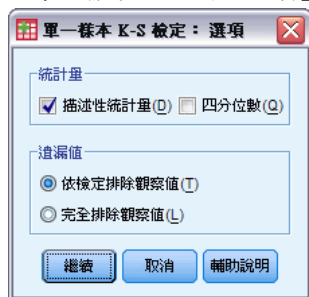 單一樣本 K-S 檢定： 選項
統計量
描述性統計量(D) 四分位數(Q)
遺漏值
依檢定排除觀察值(T)
完全排除觀察值(L)
繼續 取消 輔助說明